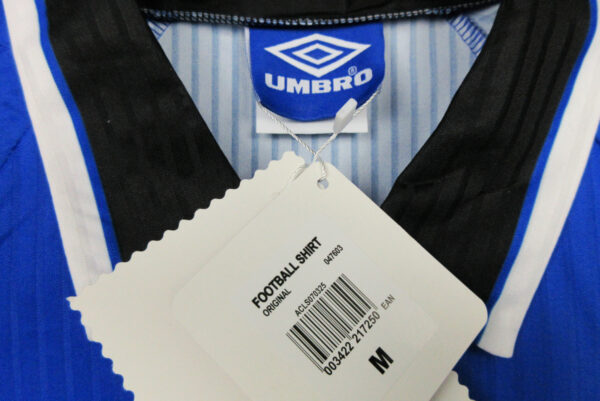 UMBRO®
FOOTBALL SHIRT
ORIGINAL 047603
ACLS070325
003422 217250 EAN
M